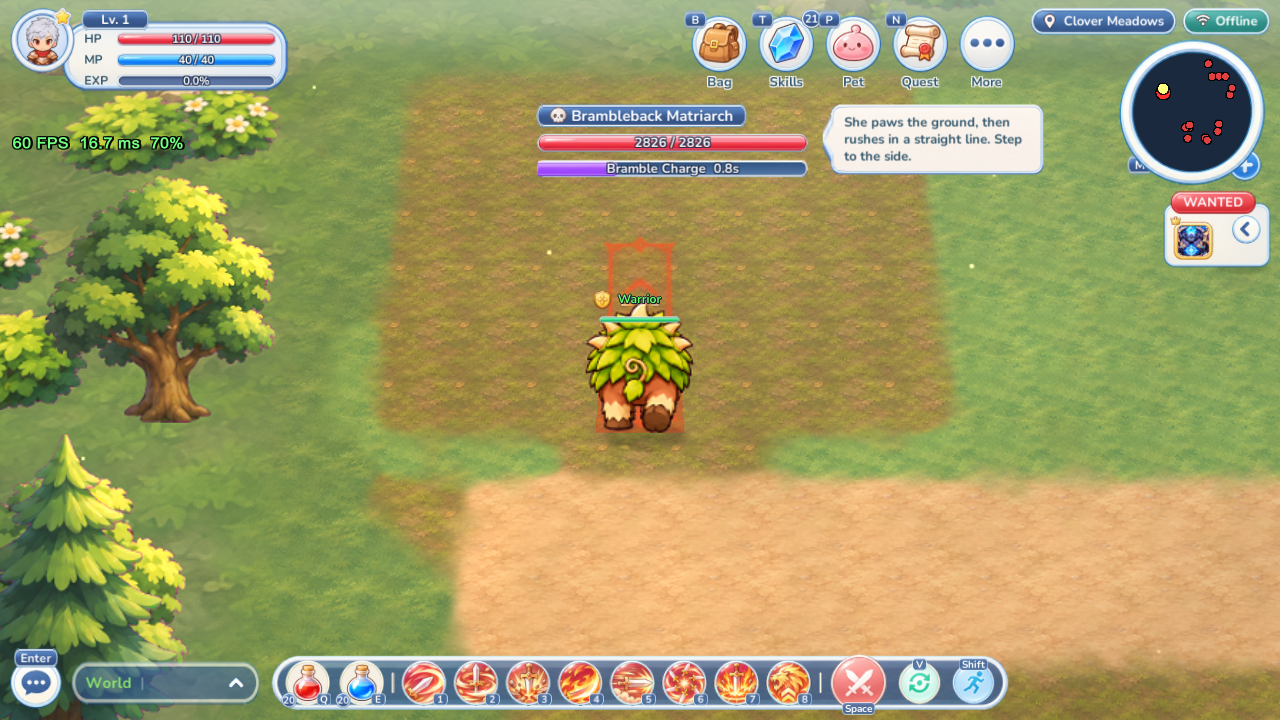 Lv. 1
HP 110 / 110
MP 40 / 40
EXP 0.0%
60 FPS 16.7 ms 70%
B
Bag
T
21
Skills
P
Pet
N
Quest
More
Clover Meadows
Offline
Brambleback Matriarch
2826 / 2826
Bramble Charge 0.8s
She paws the ground, then
rushes in a straight line. Step
to the side.
M
WANTED
Warrior
Enter
World
20 Q
20 E
1
2
3
4
5
6
7
8
Space
V
Shift